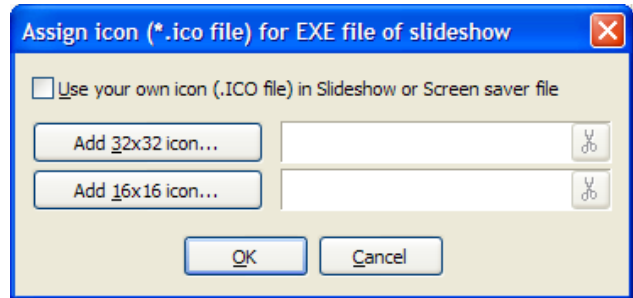 Assign icon (*.ico file) for EXE file of slideshow
Use your own icon (.ICO file) in Slideshow or Screen saver file
Add 32x32 icon...
Add 16x16 icon...
OK Cancel